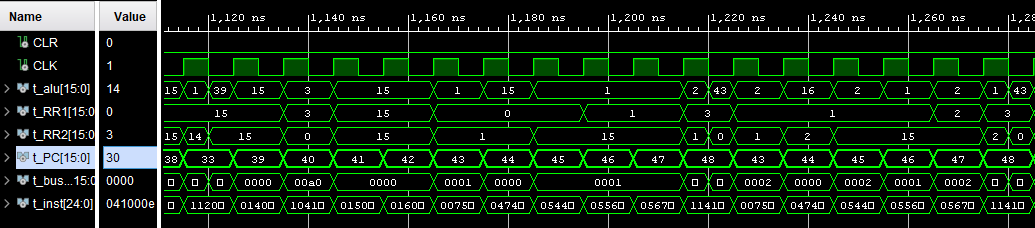 Name Value 1,120 ns 1,140 ns 1,160 ns 1,180 ns 1,200 ns 1,220 ns 1,240 ns 1,260 ns 1,28
CLR 0
CLK 1
t_alu[15:0] 14 15 1 39 15 3 15 1 15 1 2 43 2 16 2 1 2 1 43
t_RR1[15:0] 0 15 3 15 0 1 3 1 2 3
t_RR2[15:0] 3 15 14 15 0 15 1 15 1 0 1 2 15 2 0
t_PC[15:0] 30 38 33 39 40 41 42 43 44 45 46 47 48 43 44 45 46 47 48
t_bus...15:0 0000 0000 00a0 0000 0001 0000 0001 0002 0000 0002 0001 0002
t_inst[24:0] 041000e 1120 0140 1041 0150 0160 0075 0474 0544 0556 0567 1141 0075 0474 0544 0556 0567 1141